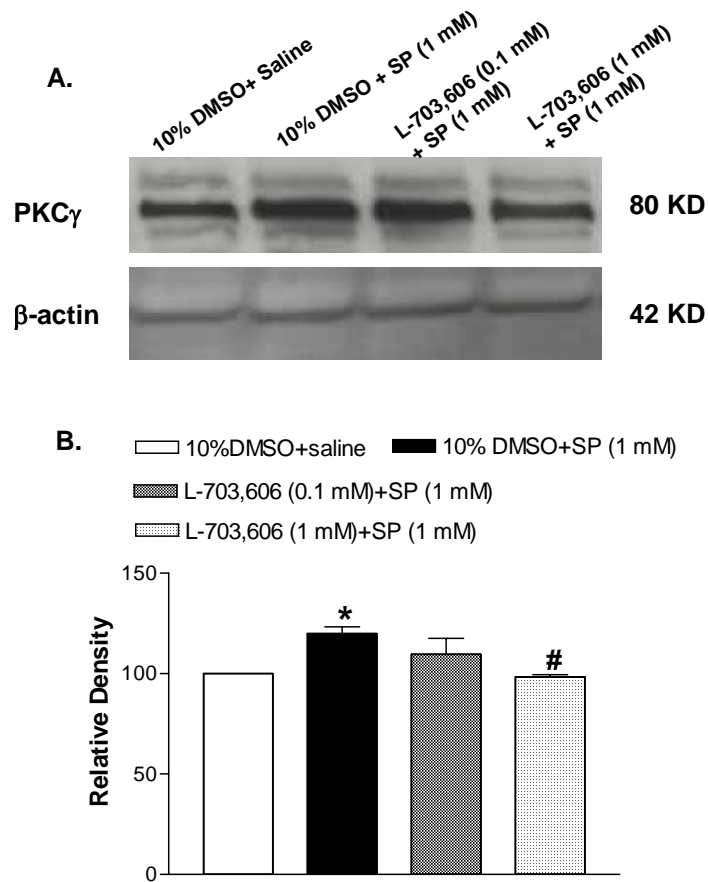 A.
10% DMSO+ Saline
10% DMSO + SP (1 mM)
L-703,606 (0.1 mM)
+ SP (1 mM)
L-703,606 (1 mM)
+ SP (1 mM)
PKCγ
80 KD
β-actin
42 KD
B.
10%DMSO+saline
10% DMSO+SP (1 mM)
L-703,606 (0.1 mM)+SP (1 mM)
L-703,606 (1 mM)+SP (1 mM)
Relative Density
150
100
50
0
*
#